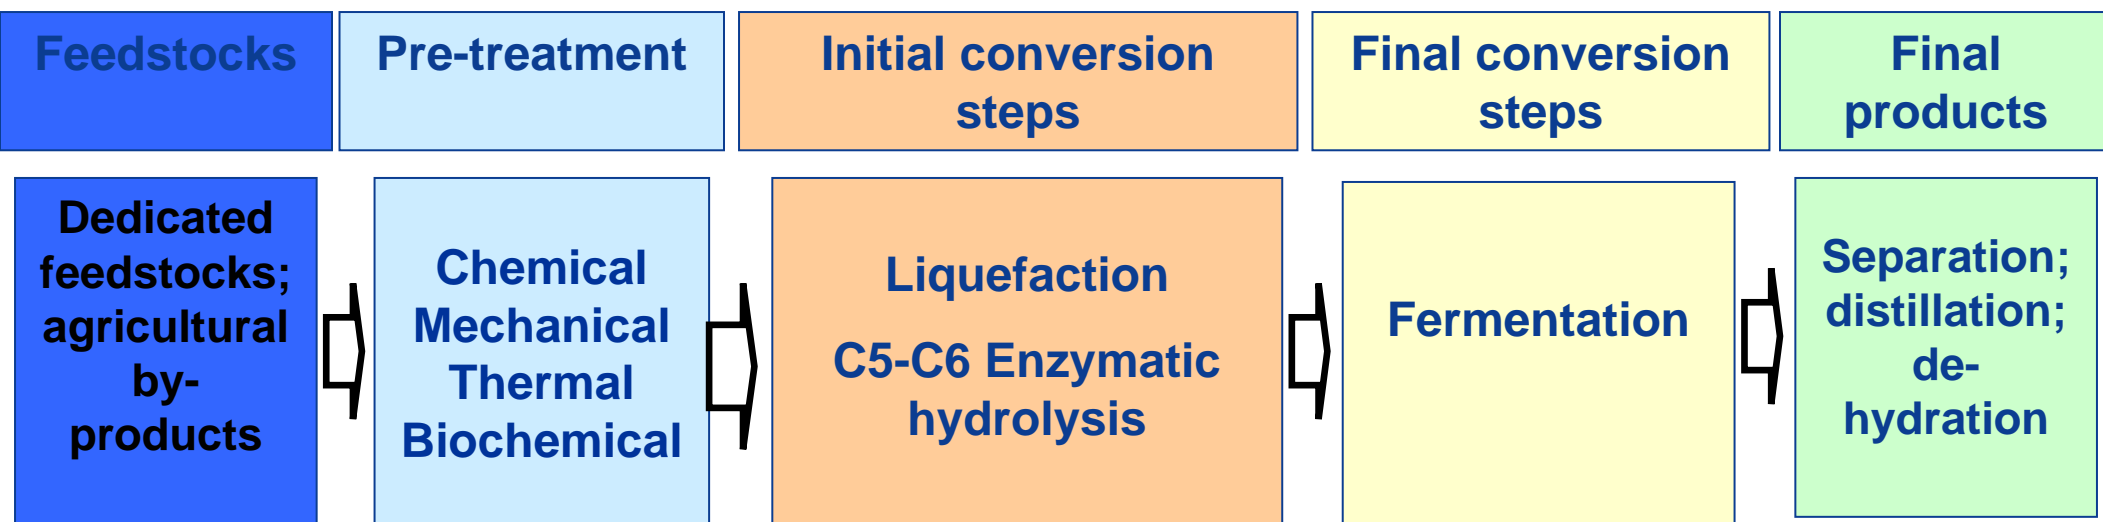 Feedstocks
Pre-treatment
Initial conversion
steps
Final conversion
steps
Final
products
Dedicated
feedstocks;
agricultural
by-
products
Chemical
Mechanical
Thermal
Biochemical
Liquefaction
C5-C6 Enzymatic
hydrolysis
Fermentation
Separation;
distillation;
de-
hydration